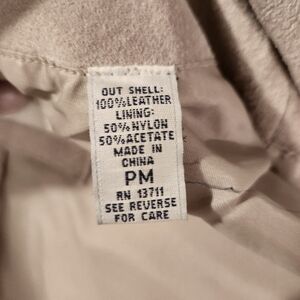 OUT SHELL:
100%LEATHER
LINING:
50%NYLON
50%ACETATE
MADE IN
CHINA
PM
RN 13711
SEE REVERSE
FOR CARE